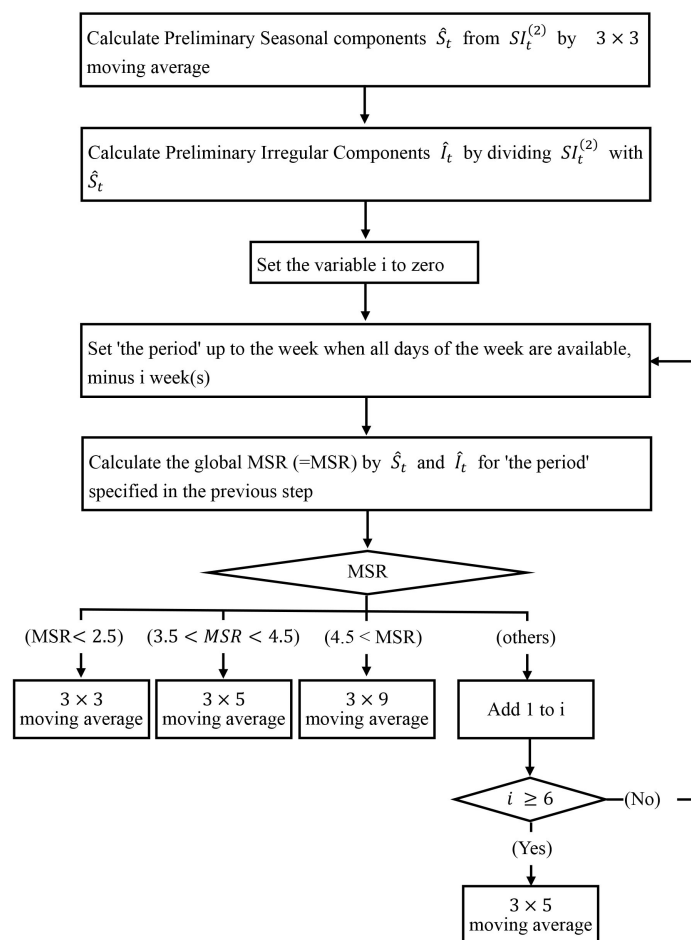 Calculate Preliminary Seasonal components Ŝ_t from SI_t^(2) by 3 × 3
moving average
Calculate Preliminary Irregular Components Î_t by dividing SI_t^(2) with
Ŝ_t
Set the variable i to zero
Set 'the period' up to the week when all days of the week are available,
minus i week(s)
Calculate the global MSR (=MSR) by Ŝ_t and Î_t for 'the period'
specified in the previous step
MSR
(MSR< 2.5) (3.5 < MSR < 4.5) (4.5 < MSR) (others)
3 × 3
moving average
3 × 5
moving average
3 × 9
moving average
Add 1 to i
i ≥ 6
(No)
(Yes)
3 × 5
moving average